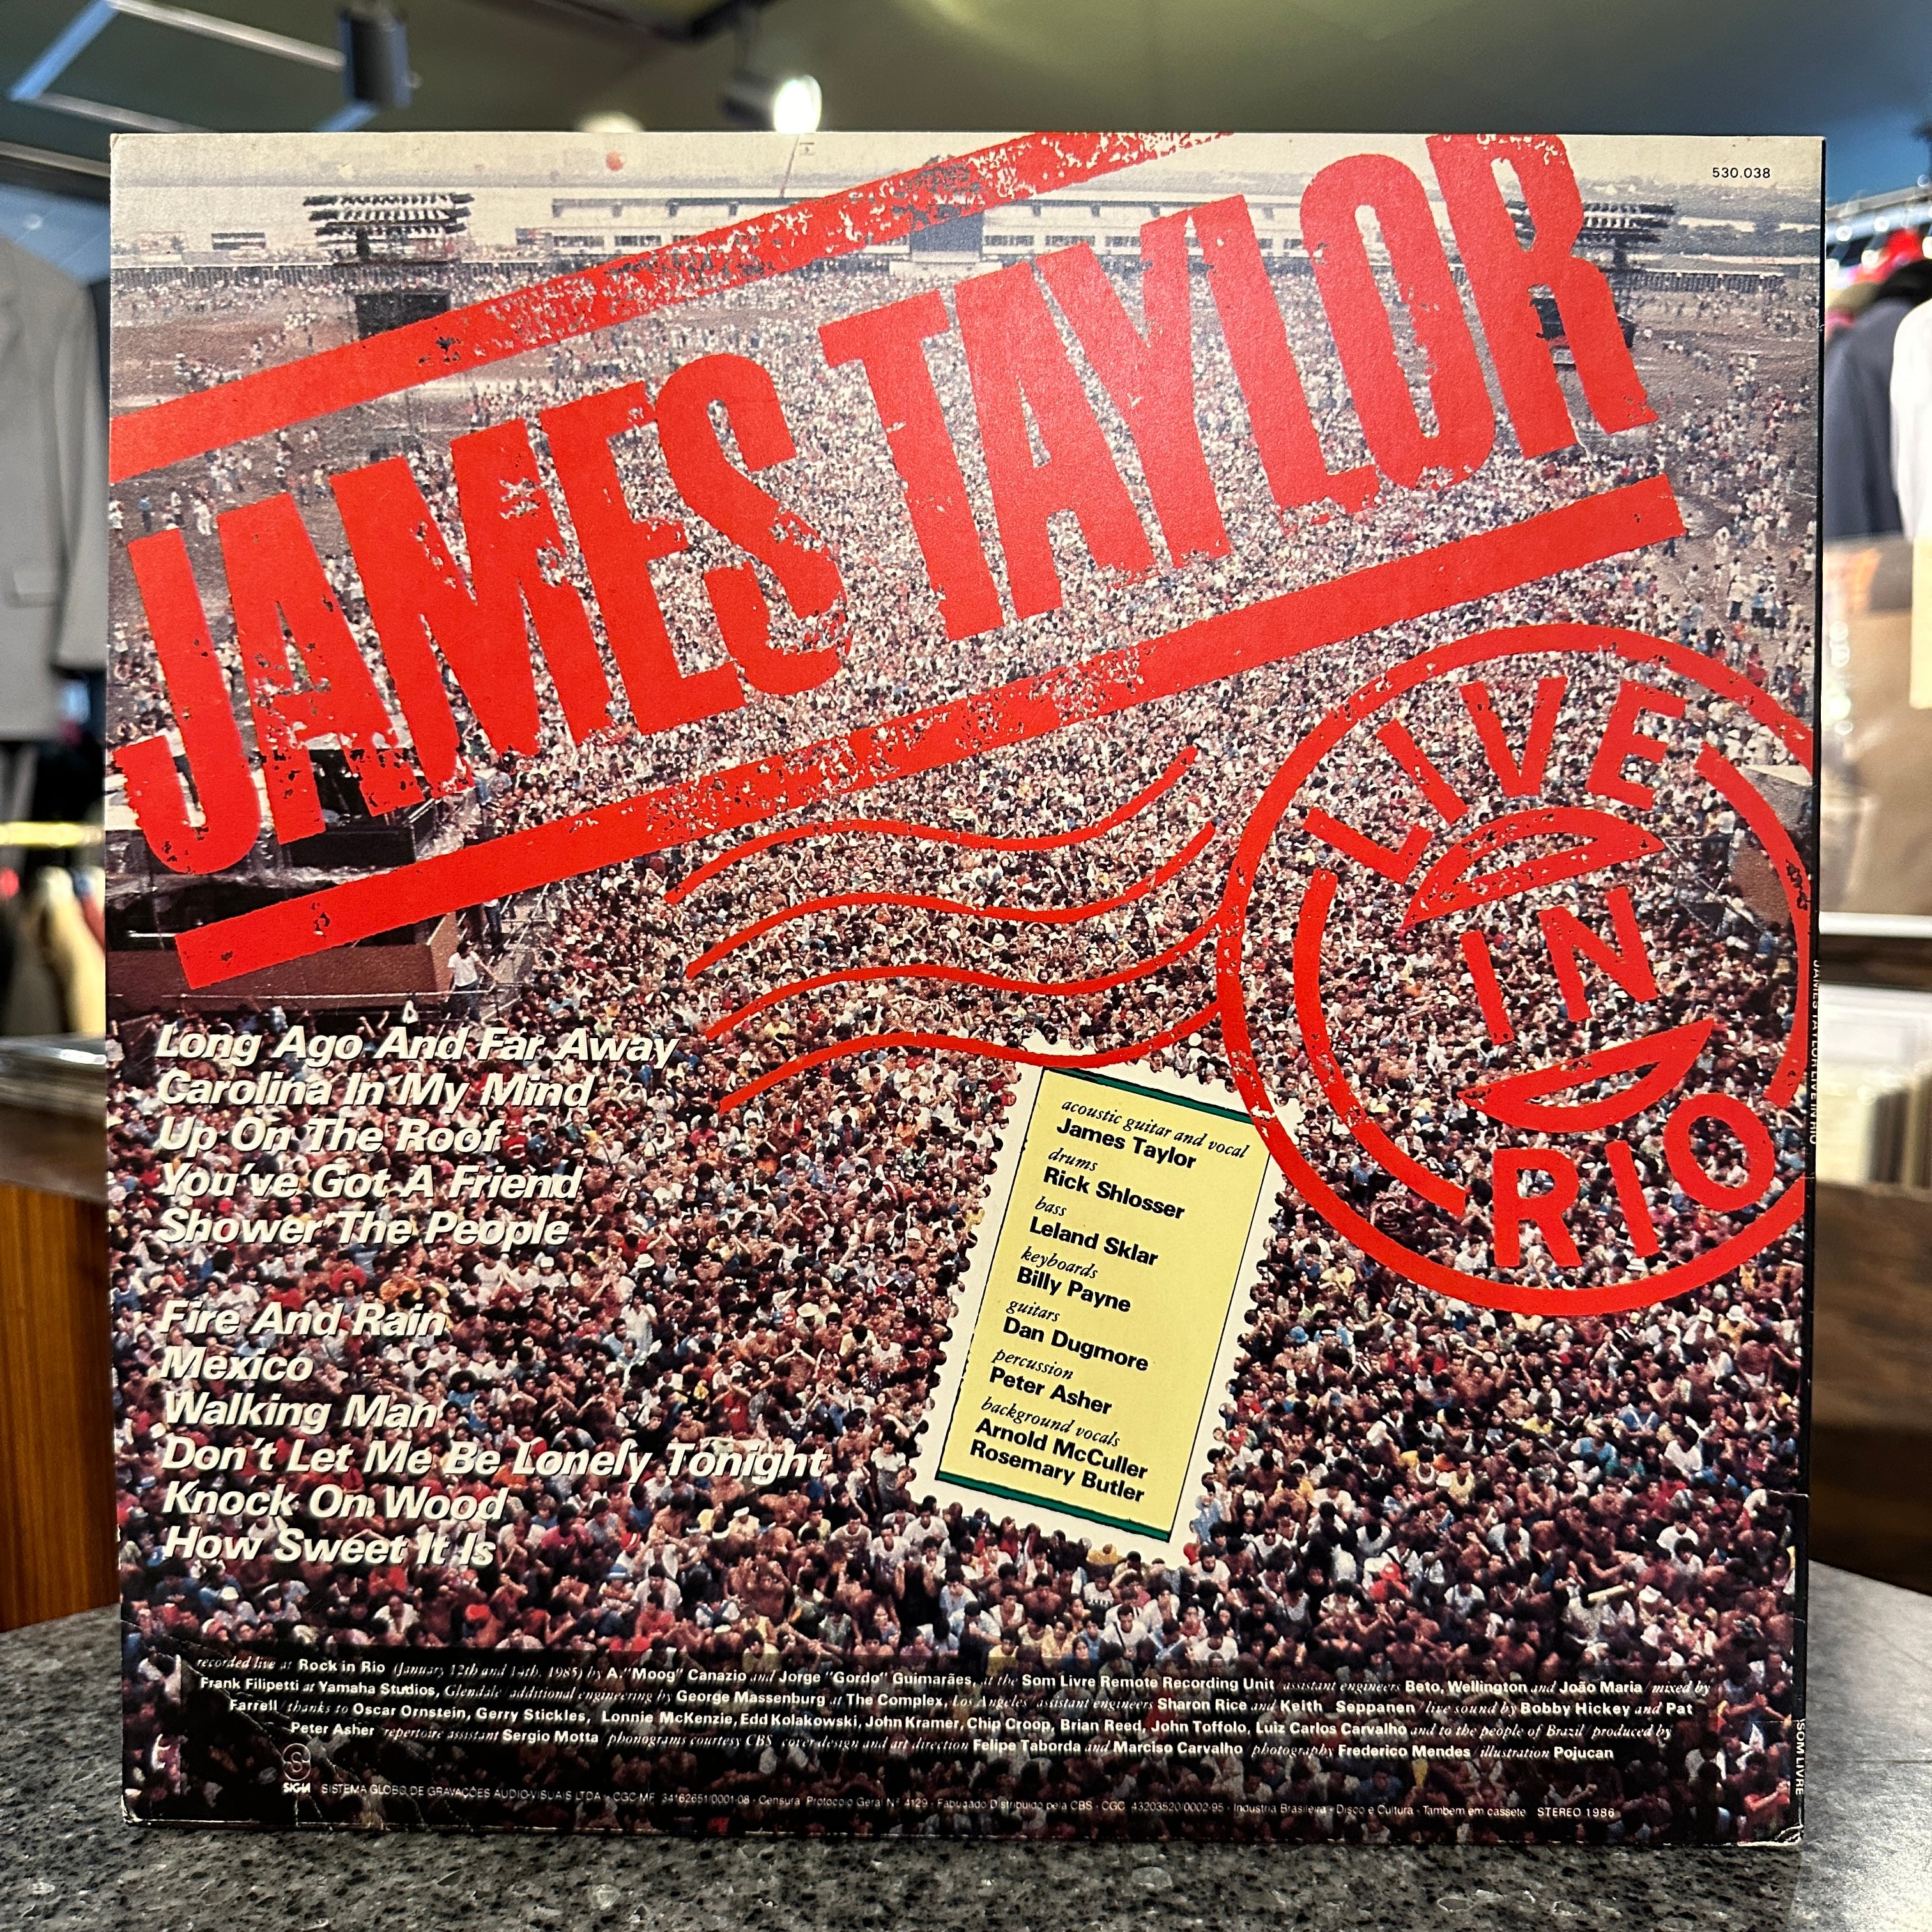 530.038
JAMES TAYLOR
LIVE
IN
RIO
Long Ago And Far Away
Carolina In My Mind
Up On The Roof
You've Got A Friend
Shower The People
Fire And Rain
Mexico
Walking Man
Don't Let Me Be Lonely Tonight
Knock On Wood
How Sweet It Is
acoustic guitar and vocal
James Taylor
drums
Rick Shlosser
bass
Leland Sklar
keyboards
Billy Payne
guitars
Dan Dugmore
percussion
Peter Asher
background vocals
Arnold McCuller
Rosemary Butler
recorded live at Rock in Rio (January 12th and 14th, 1985) by A."Moog" Canazio and Jorge "Gordo" Guimarães, at the Som Livre Remote Recording Unit assistant engineers Beto, Wellington and João Maria / mixed by
Frank Filipetti at Yamaha Studios, Glendale / additional engineering by George Massenburg at The Complex, Los Angeles assistant engineers Sharon Rice and Keith Seppanen / live sound by Bobby Hickey and Pat
Farrell / thanks to Oscar Ornstein, Gerry Stickles, Lonnie McKenzie, Edd Kolakowski, John Kramer, Chip Croop, Brian Reed, John Toffolo, Luiz Carlos Carvalho and to the people of Brazil / produced by
Peter Asher / repertoire assistant Sergio Motta / phonograms courtesy CBS cover design and art direction Felipe Taborda and Marciso Carvalho photography Frederico Mendes / illustration Pojucan
SIGLA SISTEMA GLOBO DE GRAVAÇÕES AUDIO-VISUAIS LTDA - CGC-MF 34162651/0001-08 - Censura Protocolo Geral Nº 4129 - Fabricado Distribuido pela CBS - CGC 43203520/0002-95 - Industria Brasileira - Disco é Cultura - Tambem em cassete STEREO 1986
JAMES TAYLOR LIVE IN RIO
SOM LIVRE